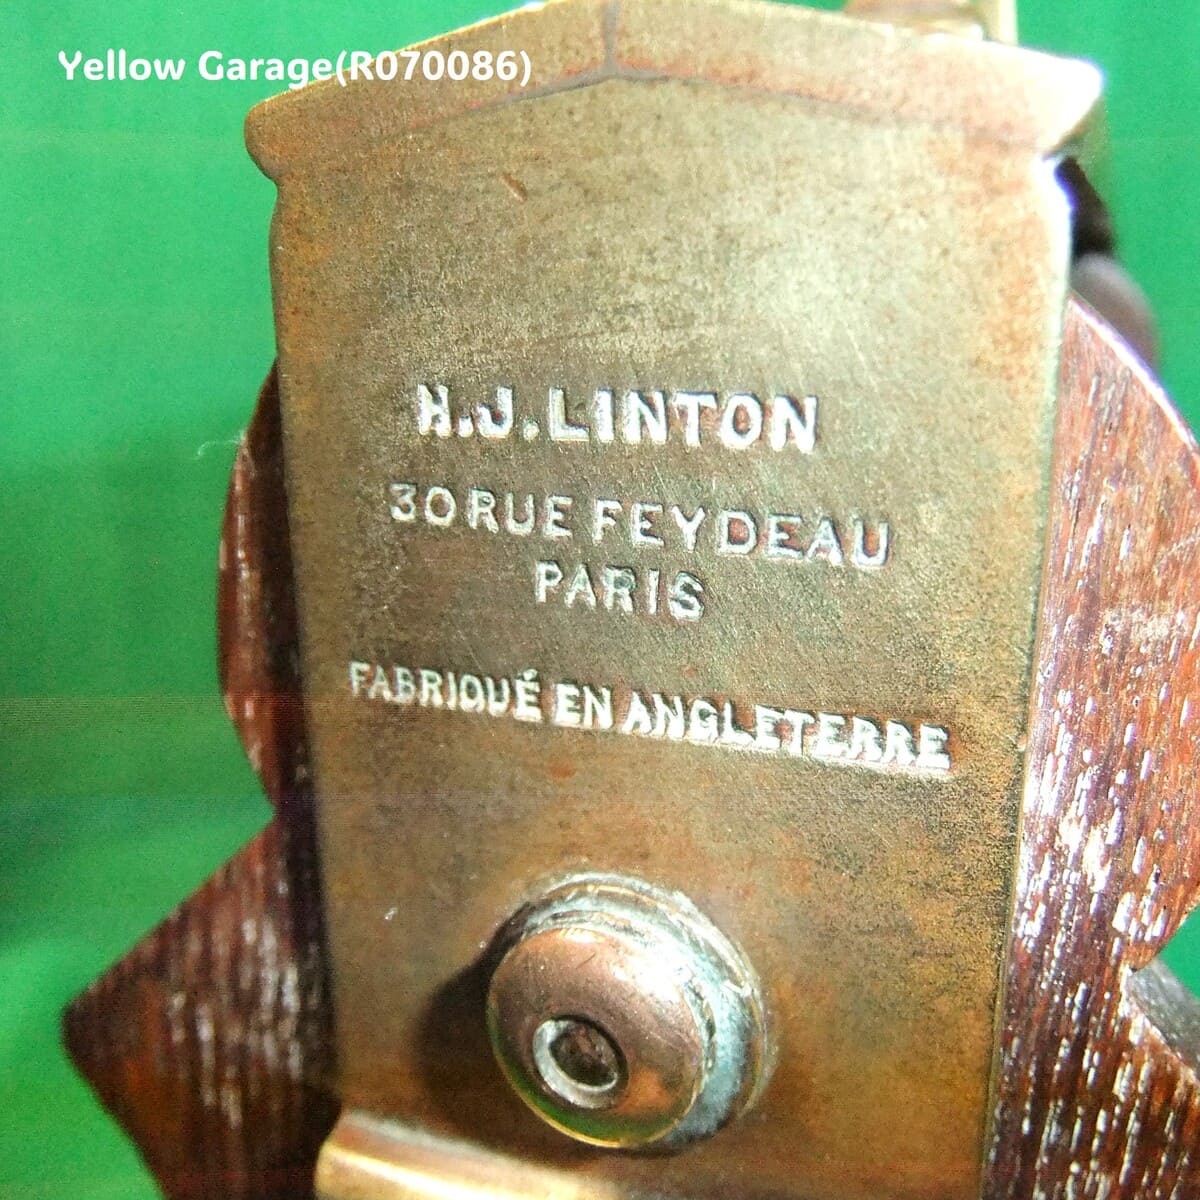 Yellow Garage(R070086)
H.J. LINTON
30 RUE FEYDEAU
PARIS
FABRIQUÉ EN ANGLETERRE